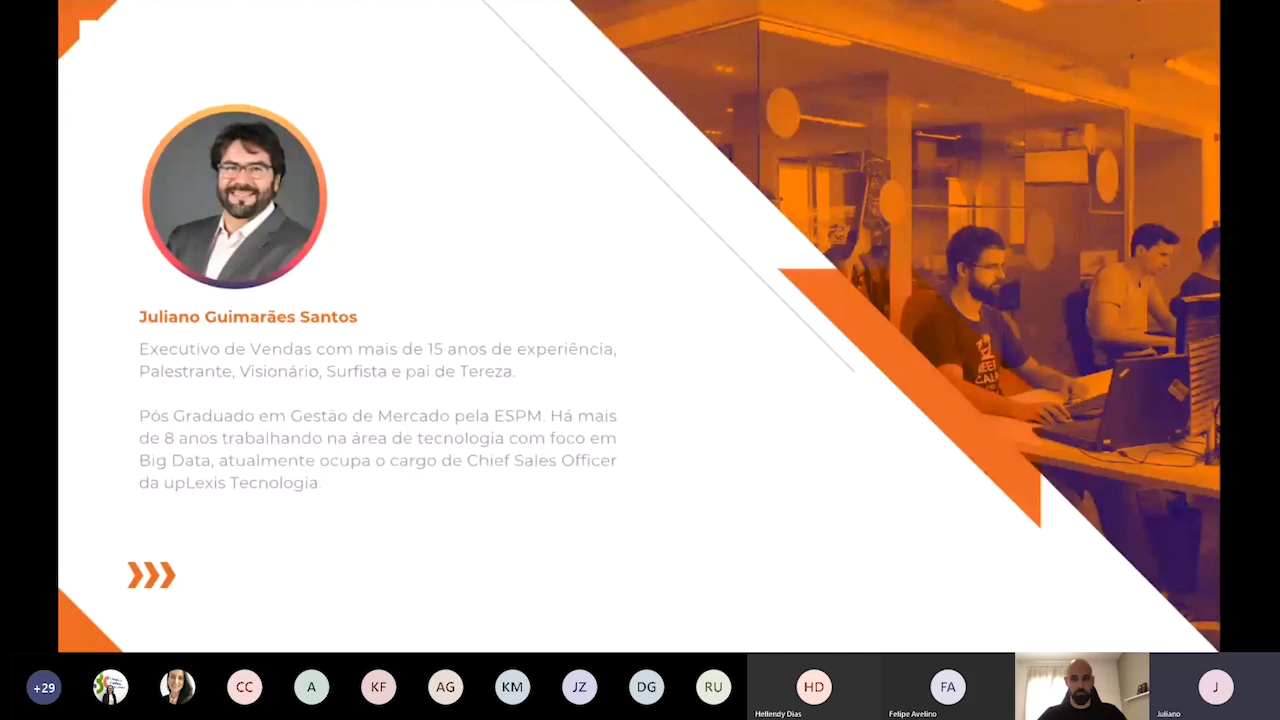 Juliano Guimarães Santos
Executivo de Vendas com mais de 15 anos de experiência,
Palestrante, Visionário, Surfista e pai de Tereza.
Pós Graduado em Gestão de Mercado pela ESPM. Há mais
de 8 anos trabalhando na área de tecnologia com foco em
Big Data, atualmente ocupa o cargo de Chief Sales Officer
da upLexis Tecnologia.
+29
CC
A
KF
AG
KM
JZ
DG
RU
HD
Hellendy Dias
FA
Felipe Avelino
J
Juliano